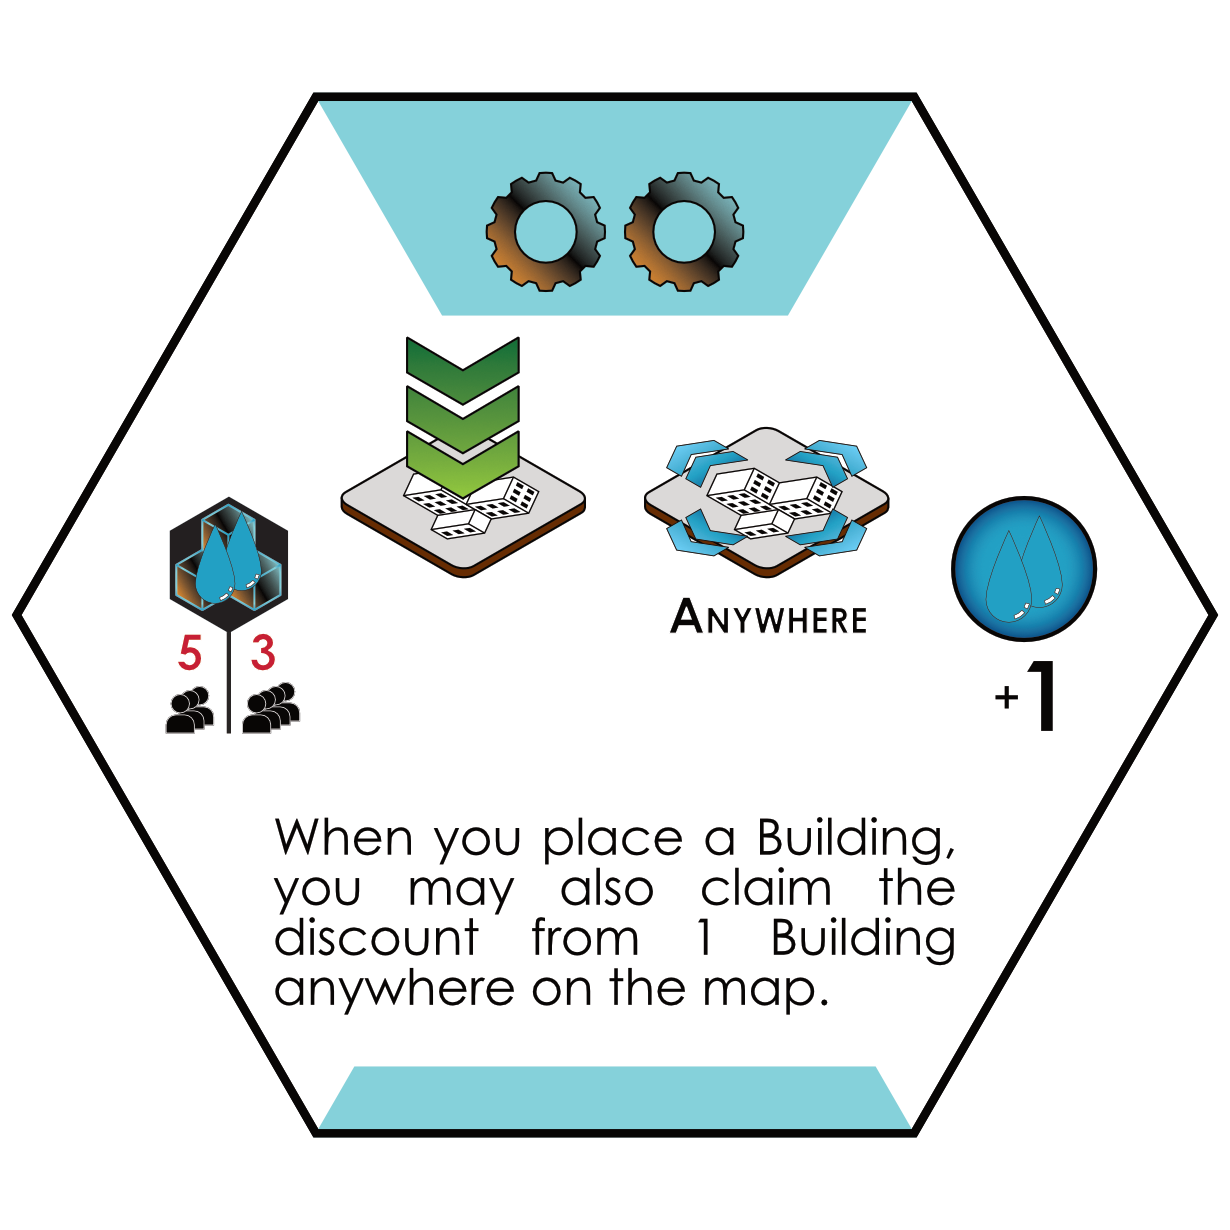 ANYWHERE
5 3
+1
When you place a Building,
you may also claim the
discount from 1 Building
anywhere on the map.